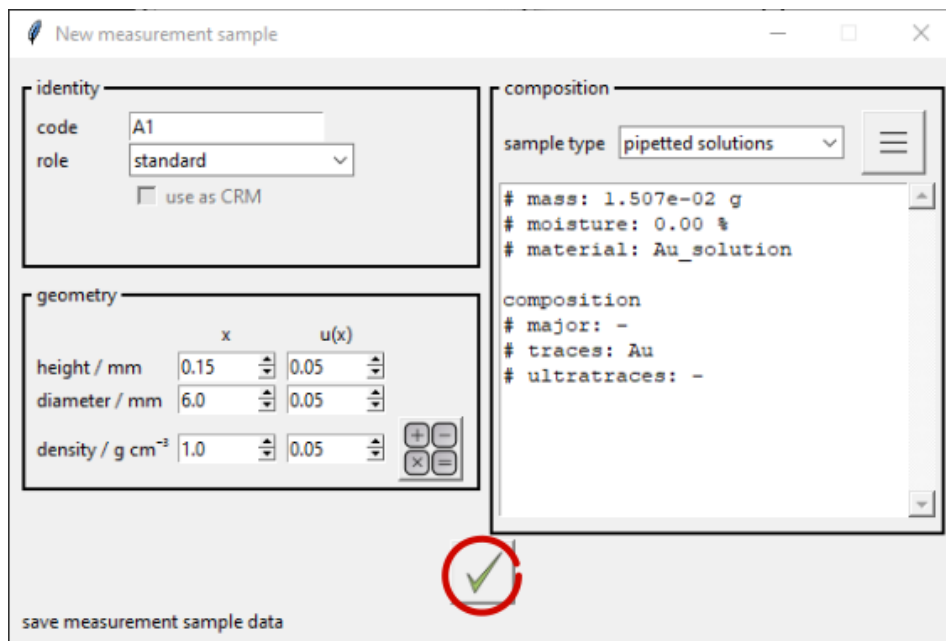 New measurement sample
identity
code A1
role standard
use as CRM
geometry
x u(x)
height / mm 0.15 0.05
diameter / mm 6.0 0.05
density / g cm⁻³ 1.0 0.05
composition
sample type pipetted solutions
# mass: 1.507e-02 g
# moisture: 0.00 %
# material: Au_solution
composition
# major: -
# traces: Au
# ultratraces: -
save measurement sample data